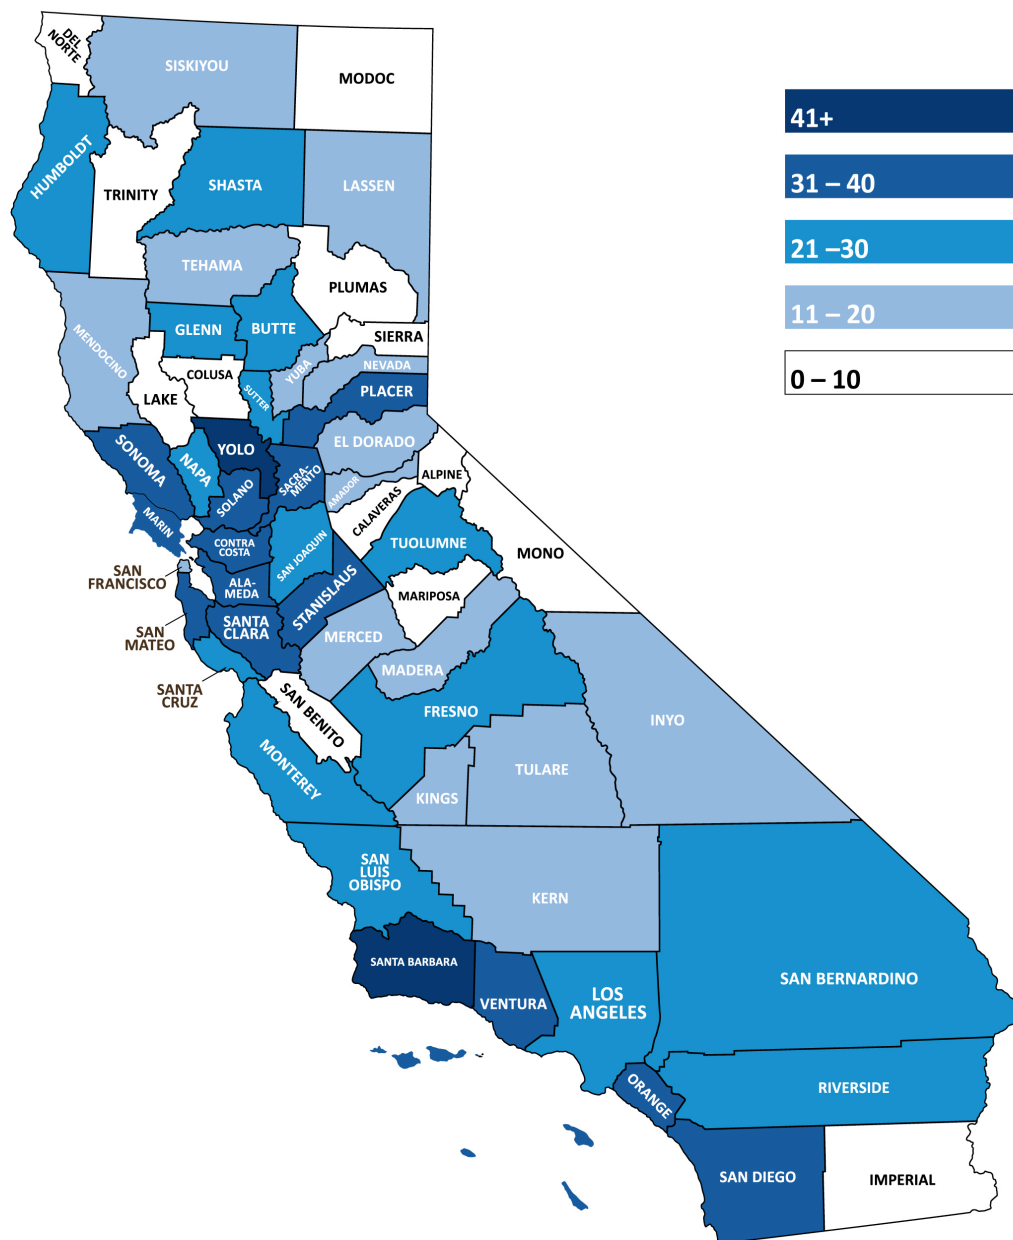 DEL
NORTE
SISKIYOU
MODOC
41+
31 – 40
21 –30
11 – 20
0 – 10
HUMBOLDT
TRINITY
SHASTA
LASSEN
TEHAMA
PLUMAS
MENDOCINO
GLENN
BUTTE
SIERRA
YUBA
NEVADA
COLUSA
LAKE
SUTTER
PLACER
SONOMA
NAPA
YOLO
EL DORADO
SOLANO
SACRA-
MENTO
AMADOR
ALPINE
CALAVERAS
MARIN
CONTRA
COSTA
SAN JOAQUIN
TUOLUMNE
MONO
SAN
FRANCISCO
ALA-
MEDA
STANISLAUS
MARIPOSA
SAN
MATEO
SANTA
CLARA
MERCED
MADERA
SANTA
CRUZ
SAN BENITO
FRESNO
INYO
MONTEREY
KINGS
TULARE
SAN
LUIS
OBISPO
KERN
SANTA BARBARA
VENTURA
LOS
ANGELES
SAN BERNARDINO
ORANGE
RIVERSIDE
SAN DIEGO
IMPERIAL